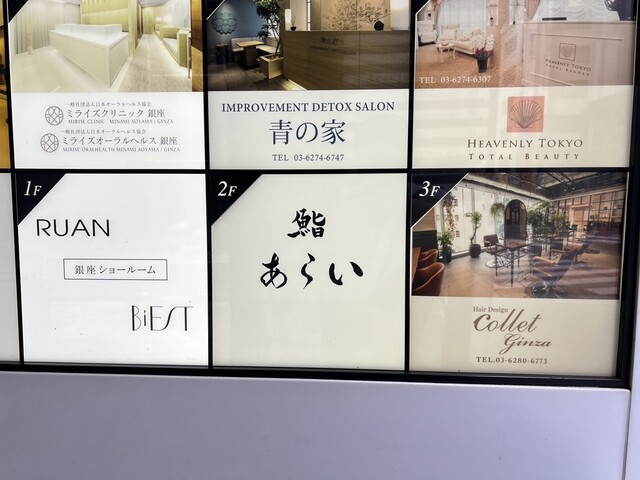 一般社団法人日本オーラルヘルス協会
ミライズクリニック 銀座
MIRISE CLINIC MINAMI AOYAMA / GINZA
一般社団法人日本オーラルヘルス協会
ミライズオーラルヘルス 銀座
MIRISE ORALHEALTH MINAMI AOYAMA / GINZA
IMPROVEMENT DETOX SALON
青の家
TEL 03-6274-6747
TEL 03-6274-6307
HEAVENLY TOKYO
TOTAL BEAUTY
HEAVENLY TOKYO
TOTAL BEAUTY
1F
RUAN
銀座ショールーム
BiEST
2F
鮨
あらい
3F
Hair Design
Collet
Ginza
TEL.03-6280-6773